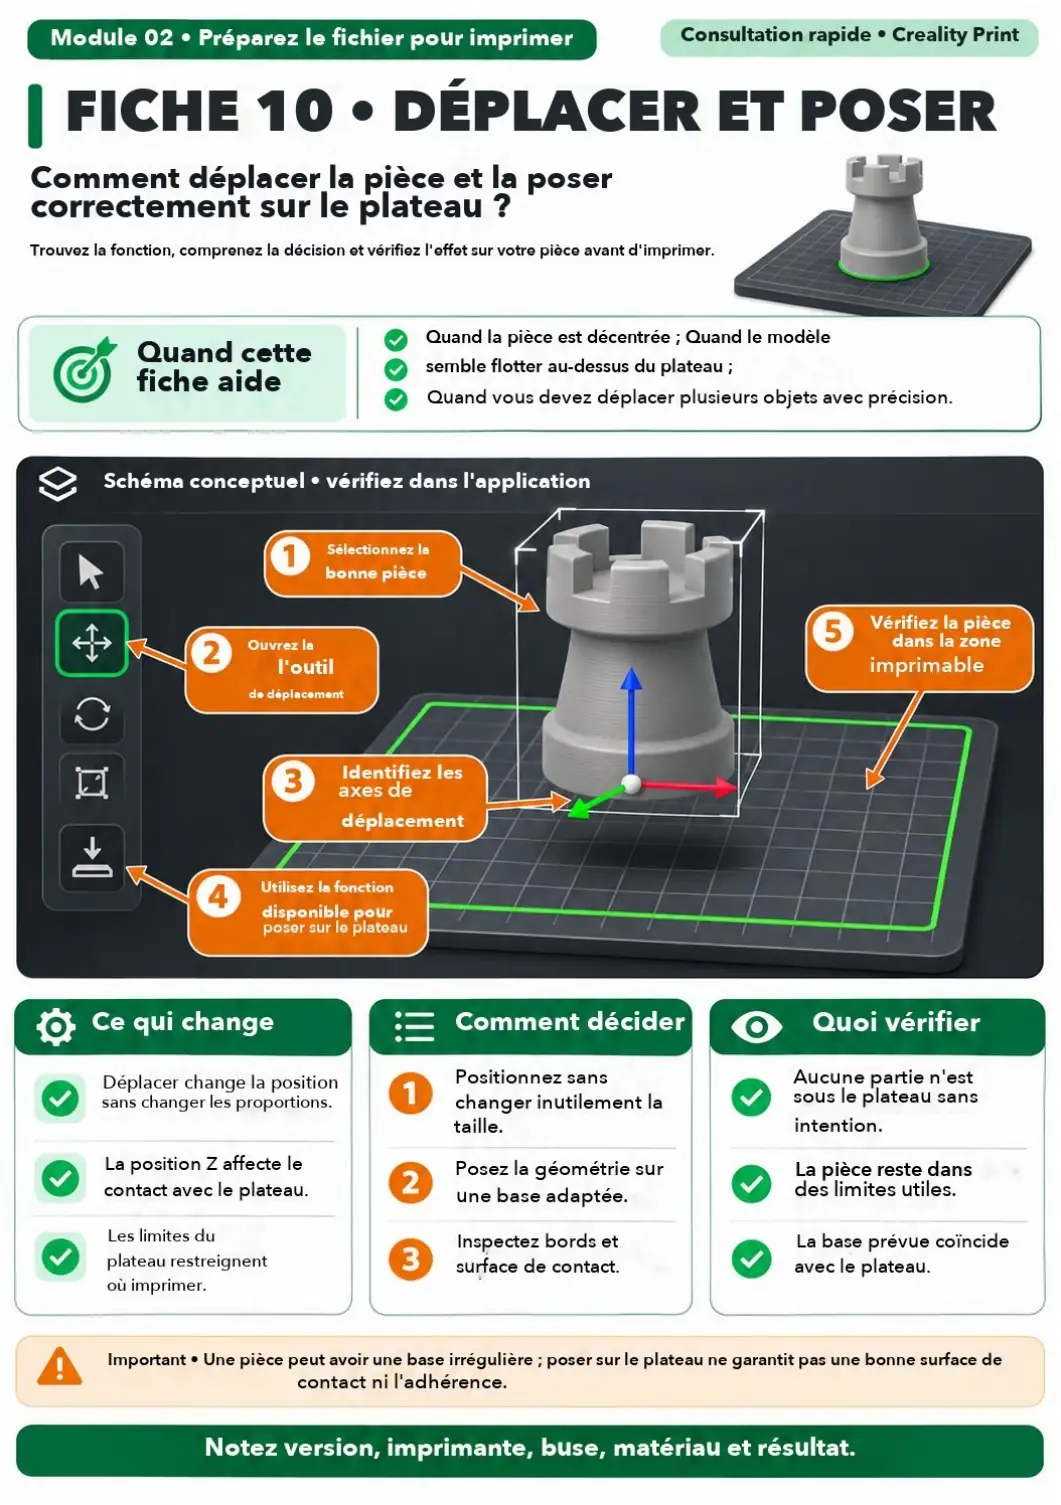 Module 02 • Préparez le fichier pour imprimer
Consultation rapide • Creality Print
FICHE 10 • DÉPLACER ET POSER
Comment déplacer la pièce et la poser
correctement sur le plateau ?
Trouvez la fonction, comprenez la décision et vérifiez l'effet sur votre pièce avant d'imprimer.
Quand cette
fiche aide
Quand la pièce est décentrée ; Quand le modèle
semble flotter au-dessus du plateau ;
Quand vous devez déplacer plusieurs objets avec précision.
Schéma conceptuel • vérifiez dans l'application
1
Sélectionnez la
bonne pièce
2
Ouvrez la
l'outil
de déplacement
3
Identifiez les
axes de
déplacement
4
Utilisez la fonction
disponible pour
poser sur le plateau
5
Vérifiez la pièce
dans la zone
imprimable
Ce qui change
Déplacer change la position
sans changer les proportions.
La position Z affecte le
contact avec le plateau.
Les limites du
plateau restreignent
où imprimer.
Comment décider
1
Positionnez sans
changer inutilement la
taille.
2
Posez la géométrie sur
une base adaptée.
3
Inspectez bords et
surface de contact.
Quoi vérifier
Aucune partie n'est
sous le plateau sans
intention.
La pièce reste dans
des limites utiles.
La base prévue coïncide
avec le plateau.
Important • Une pièce peut avoir une base irrégulière ; poser sur le plateau ne garantit pas une bonne surface de
contact ni l'adhérence.
Notez version, imprimante, buse, matériau et résultat.